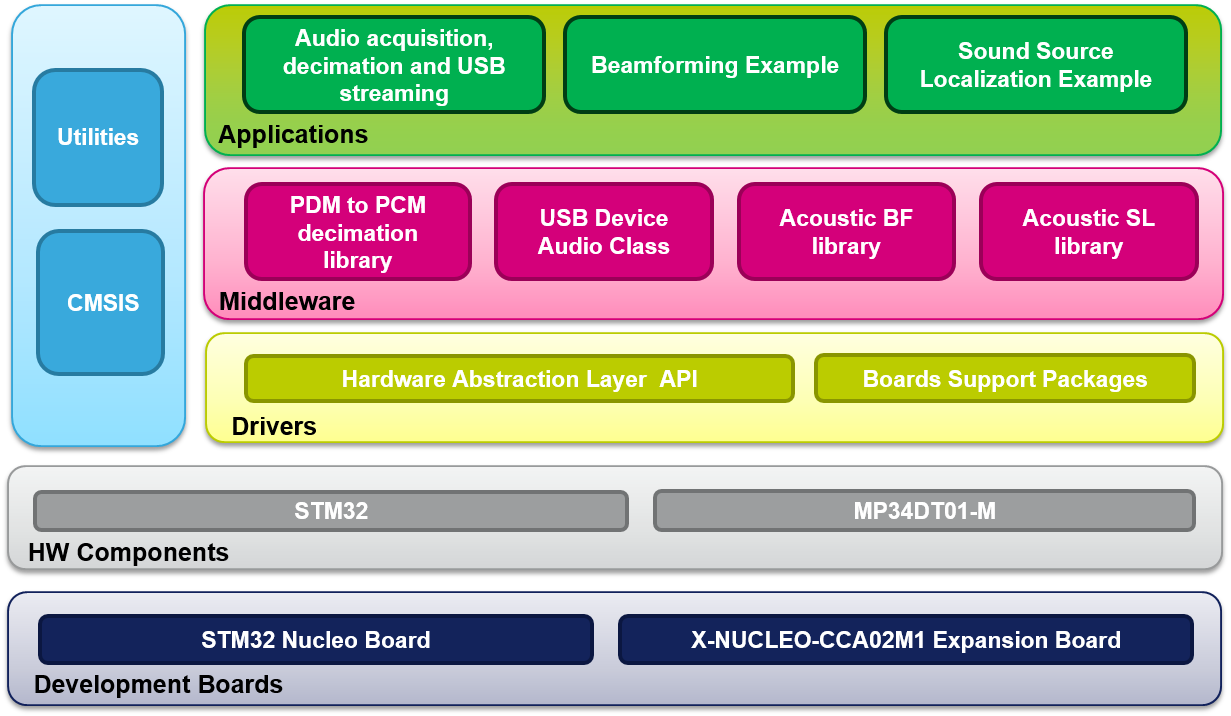 Utilities
CMSIS
Audio acquisition,
decimation and USB
streaming
Beamforming Example
Sound Source
Localization Example
Applications
PDM to PCM
decimation
library
USB Device
Audio Class
Acoustic BF
library
Acoustic SL
library
Middleware
Hardware Abstraction Layer API
Boards Support Packages
Drivers
STM32
MP34DT01-M
HW Components
STM32 Nucleo Board
X-NUCLEO-CCA02M1 Expansion Board
Development Boards